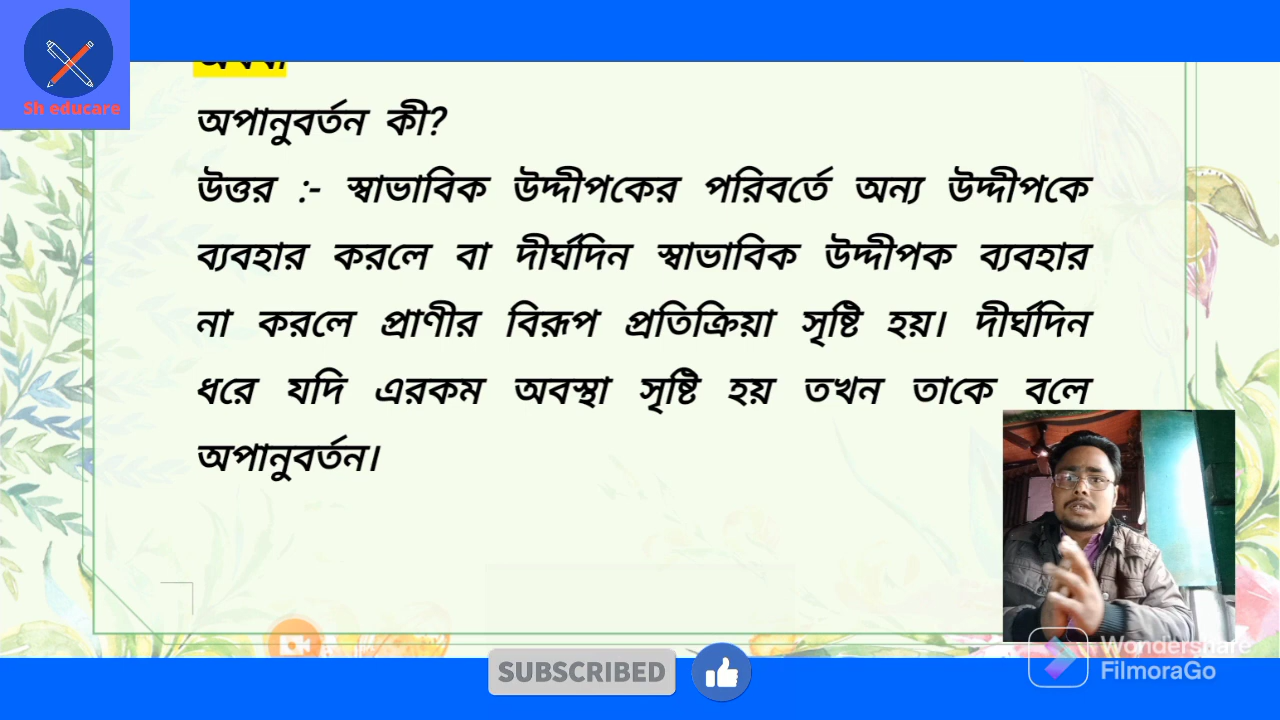 Sh educare
অপানুবর্তন কী?
উত্তর :- স্বাভাবিক উদ্দীপকের পরিবর্তে অন্য উদ্দীপকে
ব্যবহার করলে বা দীর্ঘদিন স্বাভাবিক উদ্দীপক ব্যবহার
না করলে প্রাণীর বিরূপ প্রতিক্রিয়া সৃষ্টি হয়। দীর্ঘদিন
ধরে যদি এরকম অবস্থা সৃষ্টি হয় তখন তাকে বলে
অপানুবর্তন।
SUBSCRIBED
Wondershare
FilmoraGo